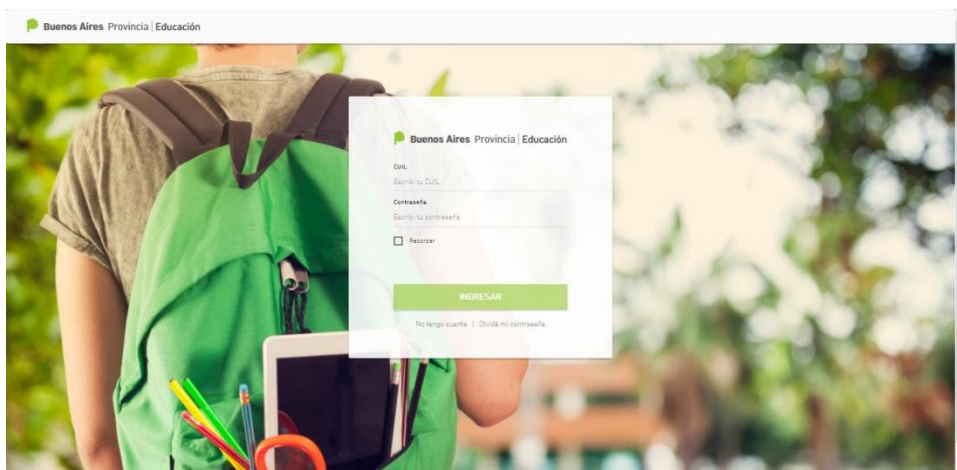 Buenos Aires Provincia | Educación
Buenos Aires Provincia | Educación
CUIL
Escribí tu CUIL
Contraseña
Escribí tu contraseña
Recordar
INGRESAR
No tengo cuenta | Olvidé mi contraseña